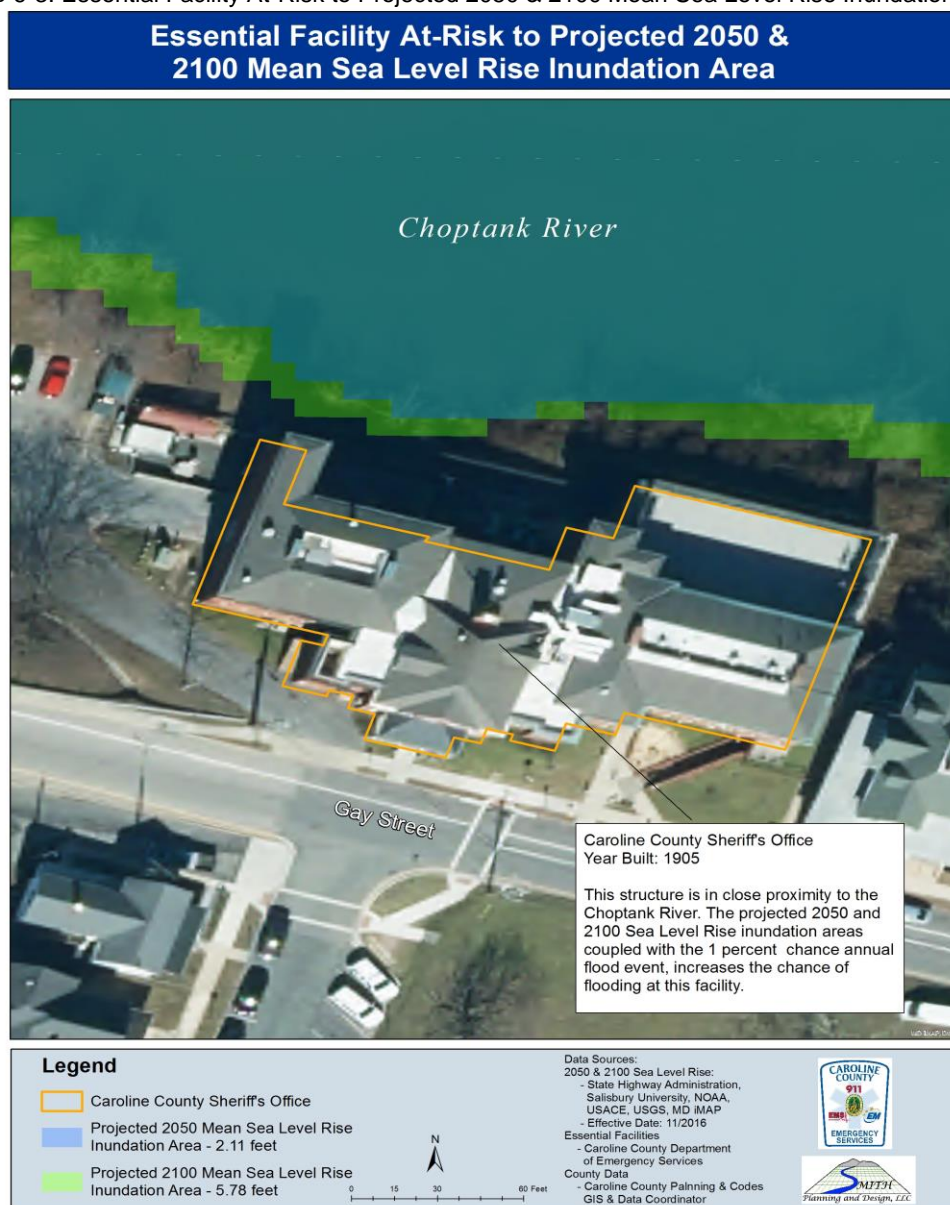 Essential Facility At-Risk to Projected 2050 & 2100 Mean Sea Level Rise Inundation
Essential Facility At-Risk to Projected 2050 &
2100 Mean Sea Level Rise Inundation Area
Choptank River
Gay Street
Caroline County Sheriff's Office
Year Built: 1905
This structure is in close proximity to the
Choptank River. The projected 2050 and
2100 Sea Level Rise inundation areas
coupled with the 1 percent chance annual
flood event, increases the chance of
flooding at this facility.
Legend
Caroline County Sheriff's Office
Projected 2050 Mean Sea Level Rise
Inundation Area - 2.11 feet
Projected 2100 Mean Sea Level Rise
Inundation Area - 5.78 feet
N
0 15 30 60 Feet
Data Sources:
2050 & 2100 Sea Level Rise:
- State Highway Administration,
Salisbury University, NOAA,
USACE, USGS, MD iMAP
- Effective Date: 11/2016
Essential Facilities
- Caroline County Department
of Emergency Services
County Data
- Caroline County Palnning & Codes
GIS & Data Coordinator
CAROLINE
COUNTY
911
EMS
EM
EMERGENCY
SERVICES
SMITH
Planning and Design, LLC